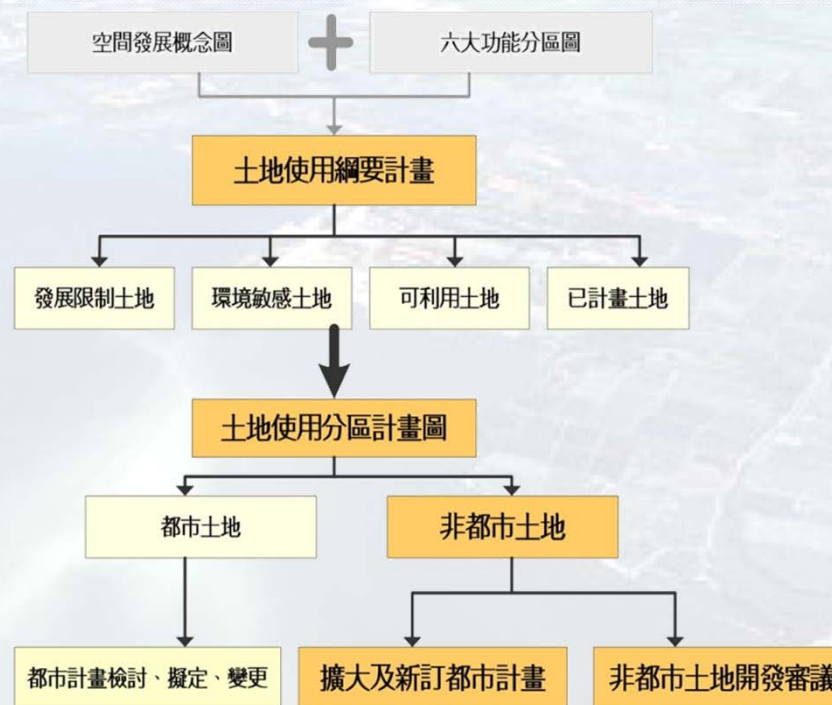 空間發展概念圖
六大功能分區圖
土地使用綱要計畫
發展限制土地
環境敏感土地
可利用土地
已計畫土地
土地使用分區計畫圖
都市土地
非都市土地
都市計畫檢討、擬定、變更
擴大及新訂都市計畫
非都市土地開發審議